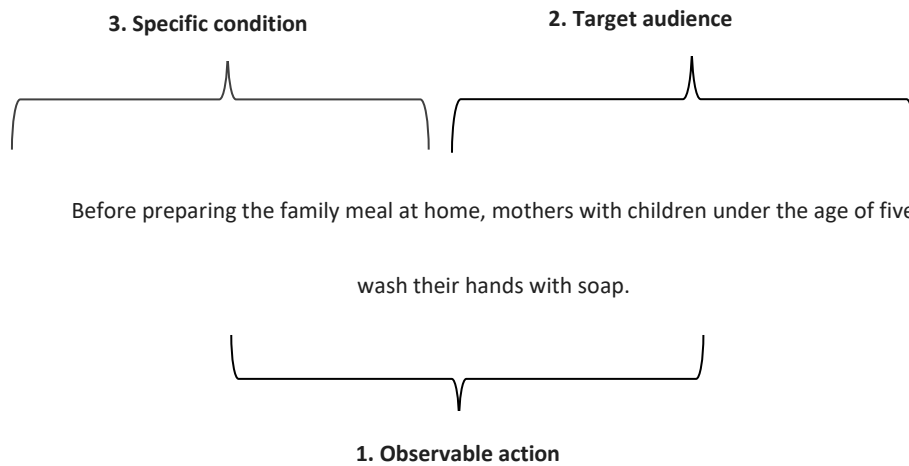 3. Specific condition
2. Target audience
Before preparing the family meal at home, mothers with children under the age of five
wash their hands with soap.
1. Observable action